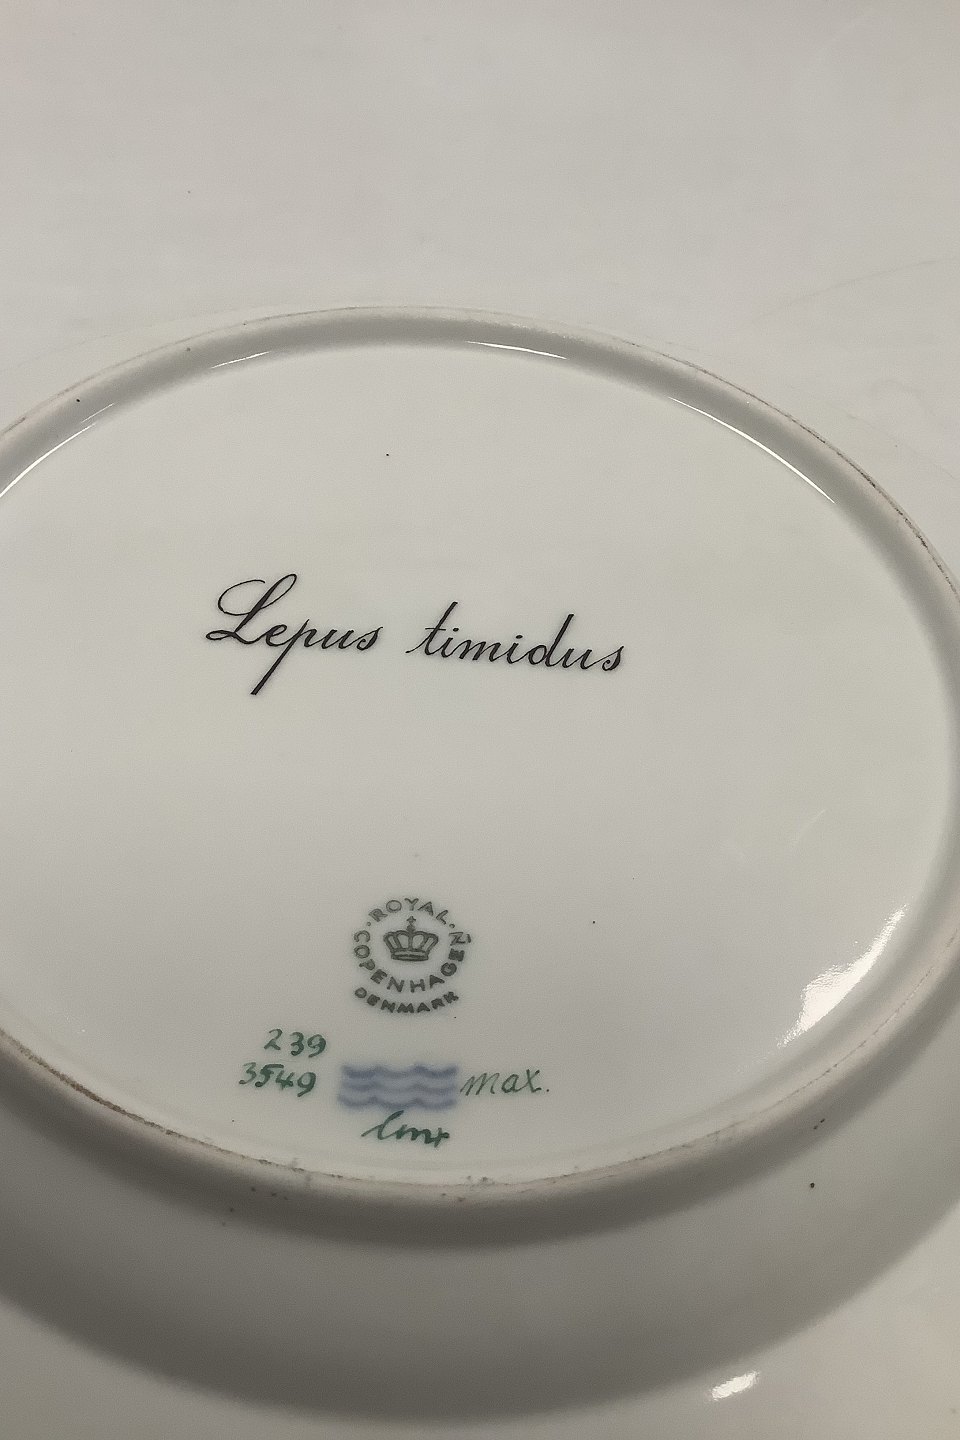 Lepus timidus
ROYAL
COPENHAGEN
DENMARK
239
3549
max.